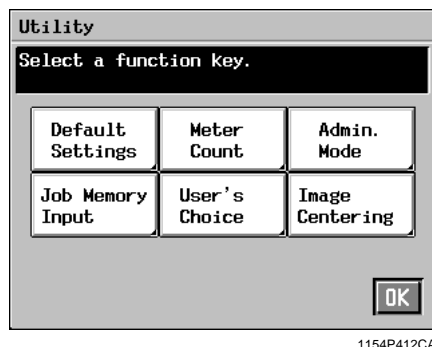 Utility
Select a function key.
Default Settings
Meter Count
Admin. Mode
Job Memory Input
User's Choice
Image Centering
OK
1154P412CA